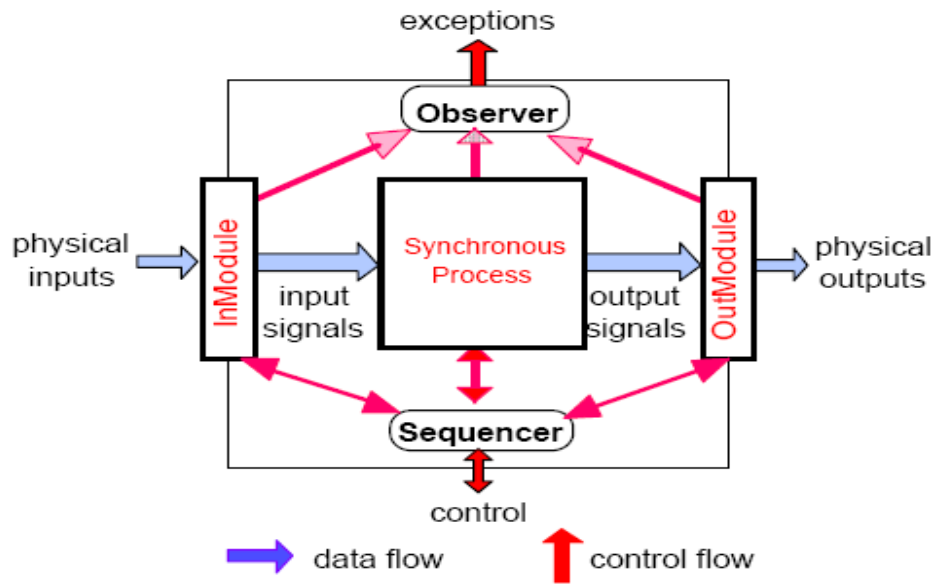 exceptions
Observer
physical
inputs
InModule
input
signals
Synchronous
Process
output
signals
OutModule
physical
outputs
Sequencer
control
data flow
control flow